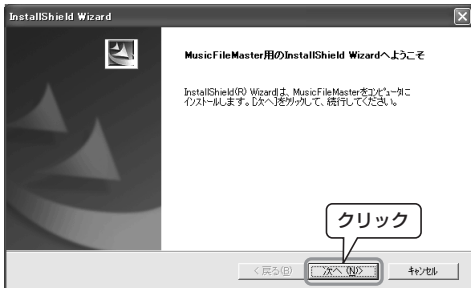 InstallShield Wizard
MusicFileMaster用のInstallShield Wizardへようこそ
InstallShield(R) Wizardは、MusicFileMasterをｺﾝﾋﾟｭｰﾀに
ｲﾝｽﾄｰﾙします。[次へ]をｸﾘｯｸして、続行してください。
クリック
< 戻る(B)
次へ (N)>
ｷｬﾝｾﾙ